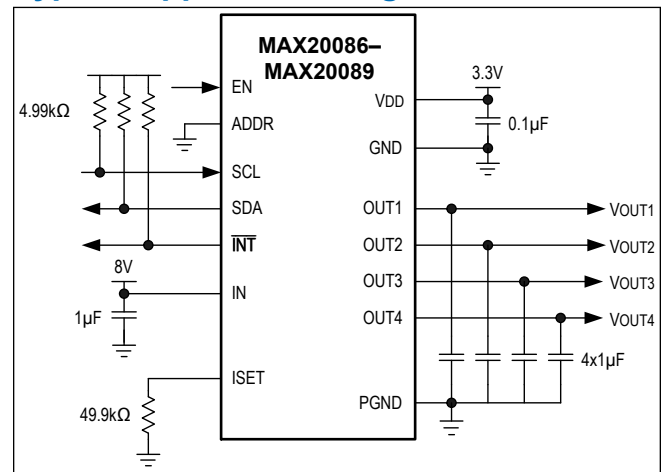 MAX20086–
MAX20089
4.99kΩ
EN
ADDR
SCL
SDA
INT
8V
IN
1µF
ISET
49.9kΩ
3.3V
VDD
0.1µF
GND
OUT1
VOUT1
OUT2
VOUT2
OUT3
VOUT3
OUT4
VOUT4
4x1µF
PGND